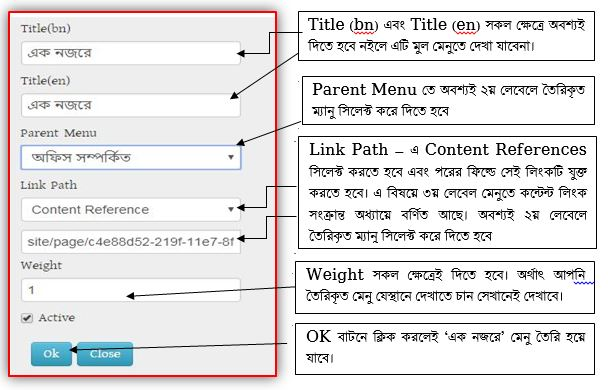 Title(bn)
এক নজরে
Title(en)
এক নজরে
Parent Menu
অফিস সম্পর্কিত
Link Path
Content Reference
site/page/c4e88d52-219f-11e7-8f
Weight
1
Active
Ok Close
Title (bn) এবং Title (en) সকল ক্ষেত্রে অবশ্যই
দিতে হবে নইলে এটি মুল মেনুতে দেখা যাবেনা।
Parent Menu তে অবশ্যই ২য় লেবেলে তৈরিকৃত
ম্যানু সিলেক্ট করে দিতে হবে
Link Path – এ Content References
সিলেক্ট করতে হবে এবং পরের ফিল্ডে সেই লিংকটি যুক্ত
করতে হবে। এ বিষয়ে ৩য় লেবেল মেনুতে কন্টেন্ট লিংক
সংক্রান্ত অধ্যায়ে বর্ণিত আছে। অবশ্যই ২য় লেবেলে
তৈরিকৃত ম্যানু সিলেক্ট করে দিতে হবে
Weight সকল ক্ষেত্রেই দিতে হবে। অর্থাৎ আপনি
তৈরিকৃত মেনু যেস্থানে দেখাতে চান সেখানেই দেখাবে।
OK বাটনে ক্লিক করলেই ‘এক নজরে’ মেনু তৈরি হয়ে
যাবে।